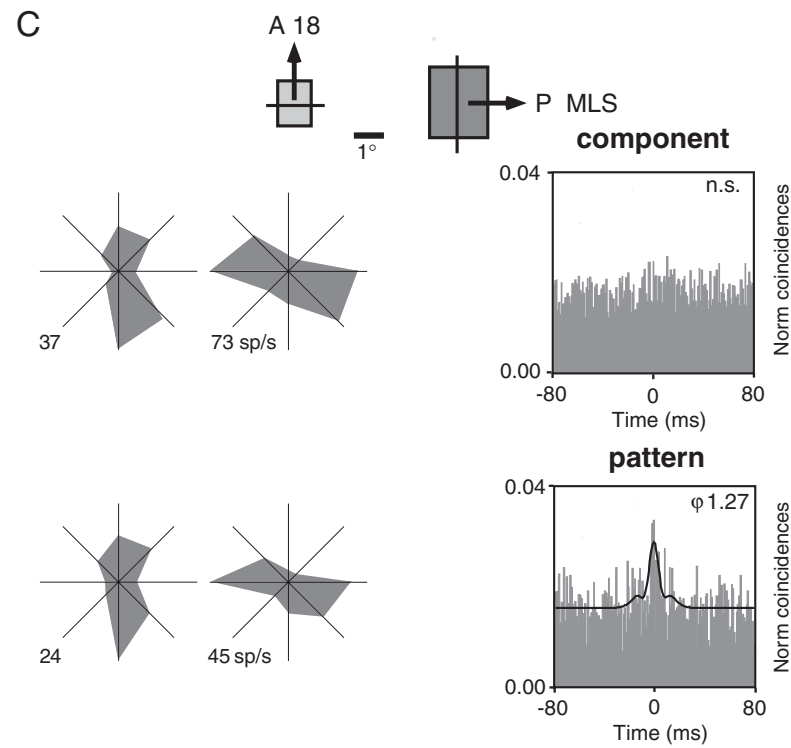 C
A 18
P MLS
1°
component
0.04
n.s.
Norm coincidences
37
73 sp/s
0.00
-80
0
80
Time (ms)
pattern
0.04
φ 1.27
Norm coincidences
24
45 sp/s
0.00
-80
0
80
Time (ms)